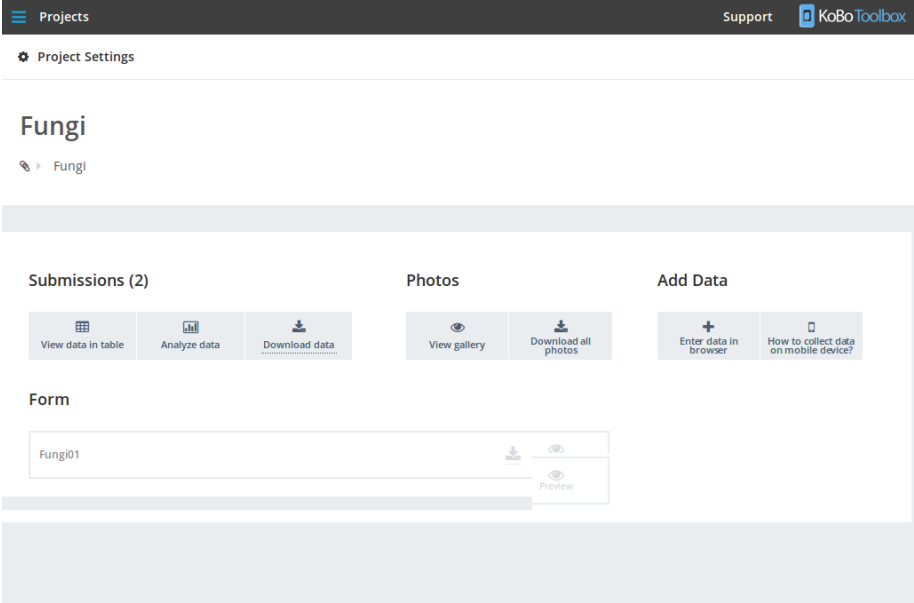 Projects
Support
KoBoToolbox
Project Settings
Fungi
Fungi
Submissions (2)
Photos
Add Data
View data in table
Analyze data
Download data
View gallery
Download all
photos
Enter data in
browser
How to collect data
on mobile device?
Form
Fungi01
Preview